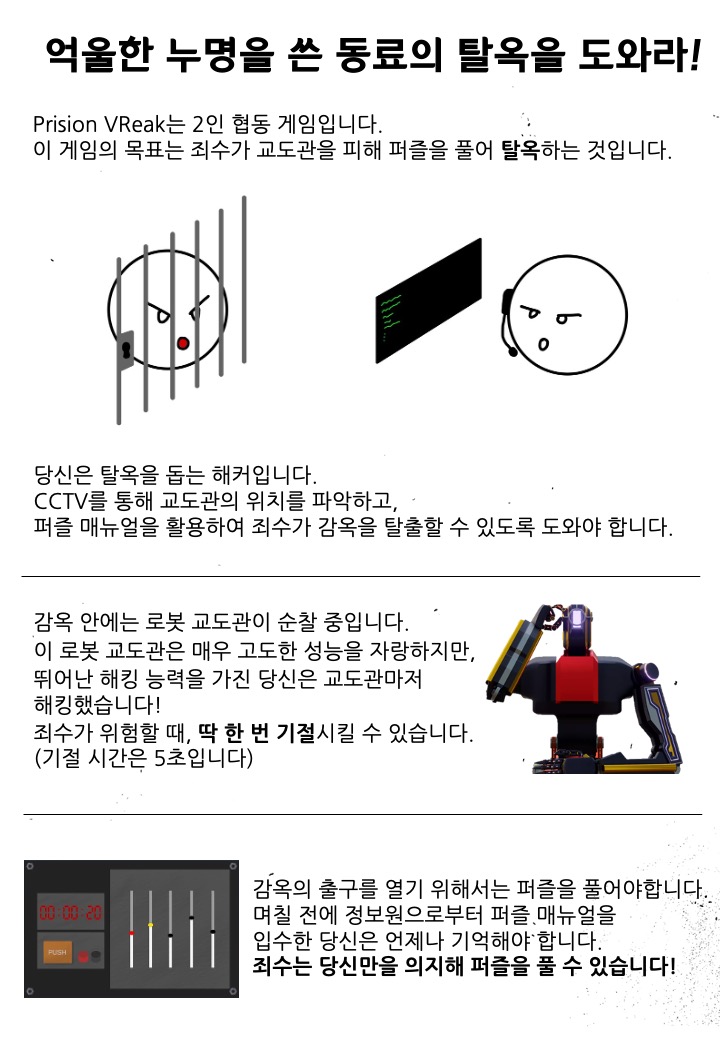 억울한 누명을 쓴 동료의 탈옥을 도와라!
Prision VReak는 2인 협동 게임입니다.
이 게임의 목표는 죄수가 교도관을 피해 퍼즐을 풀어 탈옥하는 것입니다.
당신은 탈옥을 돕는 해커입니다.
CCTV를 통해 교도관의 위치를 파악하고,
퍼즐 매뉴얼을 활용하여 죄수가 감옥을 탈출할 수 있도록 도와야 합니다.
감옥 안에는 로봇 교도관이 순찰 중입니다.
이 로봇 교도관은 매우 고도한 성능을 자랑하지만,
뛰어난 해킹 능력을 가진 당신은 교도관마저
해킹했습니다!
죄수가 위험할 때, 딱 한 번 기절시킬 수 있습니다.
(기절 시간은 5초입니다)
00:00:20
PUSH
감옥의 출구를 열기 위해서는 퍼즐을 풀어야합니다.
며칠 전에 정보원으로부터 퍼즐 매뉴얼을
입수한 당신은 언제나 기억해야 합니다.
죄수는 당신만을 의지해 퍼즐을 풀 수 있습니다!